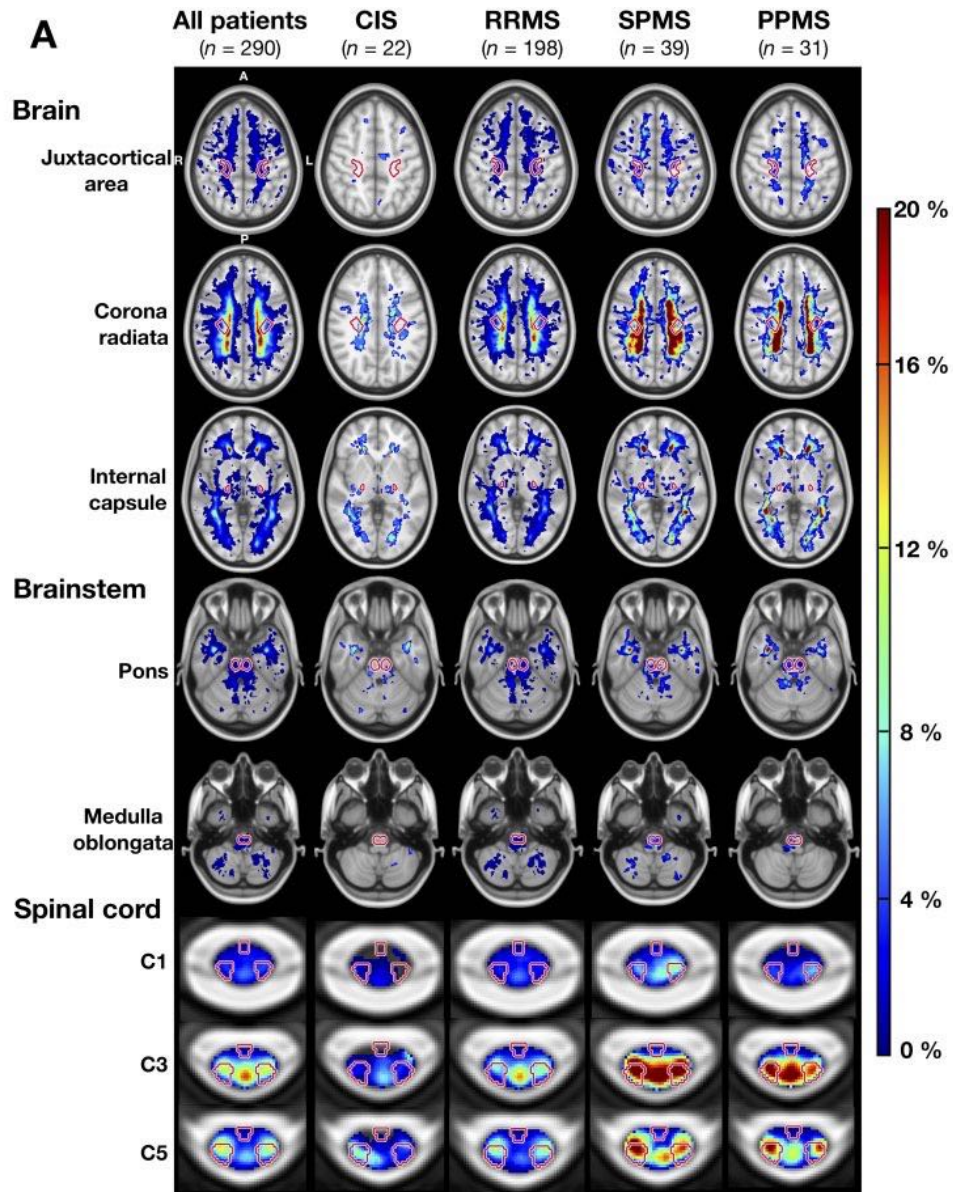 A
All patients CIS RRMS SPMS PPMS
(n = 290) (n = 22) (n = 198) (n = 39) (n = 31)
A
Brain
Juxtacortical
area
R L
P
20 %
Corona
radiata
16 %
Internal
capsule
12 %
Brainstem
Pons
8 %
Medulla
oblongata
4 %
Spinal cord
C1
0 %
C3
C5